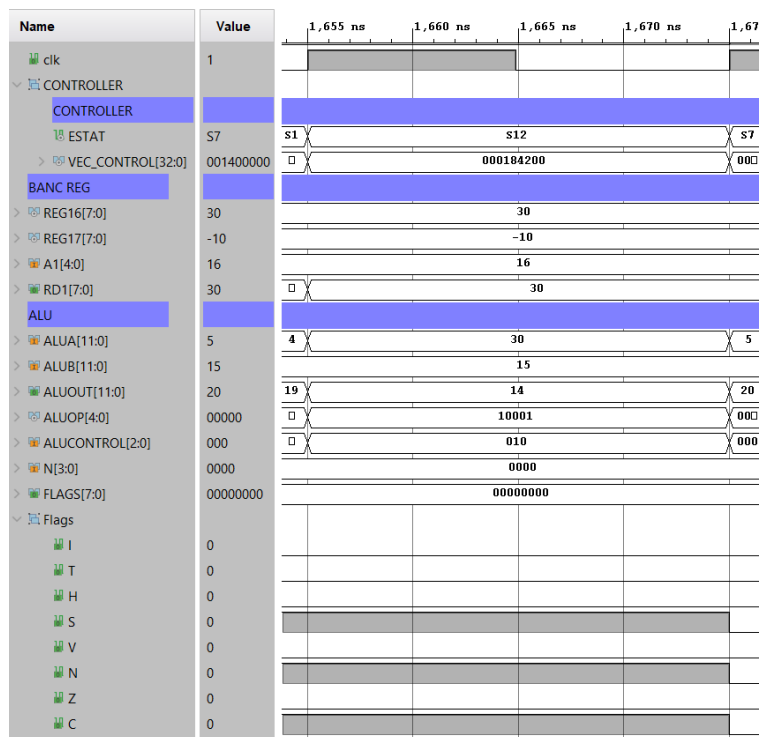 Name Value 1,655 ns 1,660 ns 1,665 ns 1,670 ns 1,67
clk 1
CONTROLLER
CONTROLLER
ESTAT S7 S1 S12 S7
VEC_CONTROL[32:0] 001400000 000184200 00
BANC REG
REG16[7:0] 30 30
REG17[7:0] -10 -10
A1[4:0] 16 16
RD1[7:0] 30 30
ALU
ALUA[11:0] 5 4 30 5
ALUB[11:0] 15 15
ALUOUT[11:0] 20 19 14 20
ALUOP[4:0] 00000 10001 00
ALUCONTROL[2:0] 000 010 000
N[3:0] 0000 0000
FLAGS[7:0] 00000000 00000000
Flags
I 0
T 0
H 0
S 0
V 0
N 0
Z 0
C 0